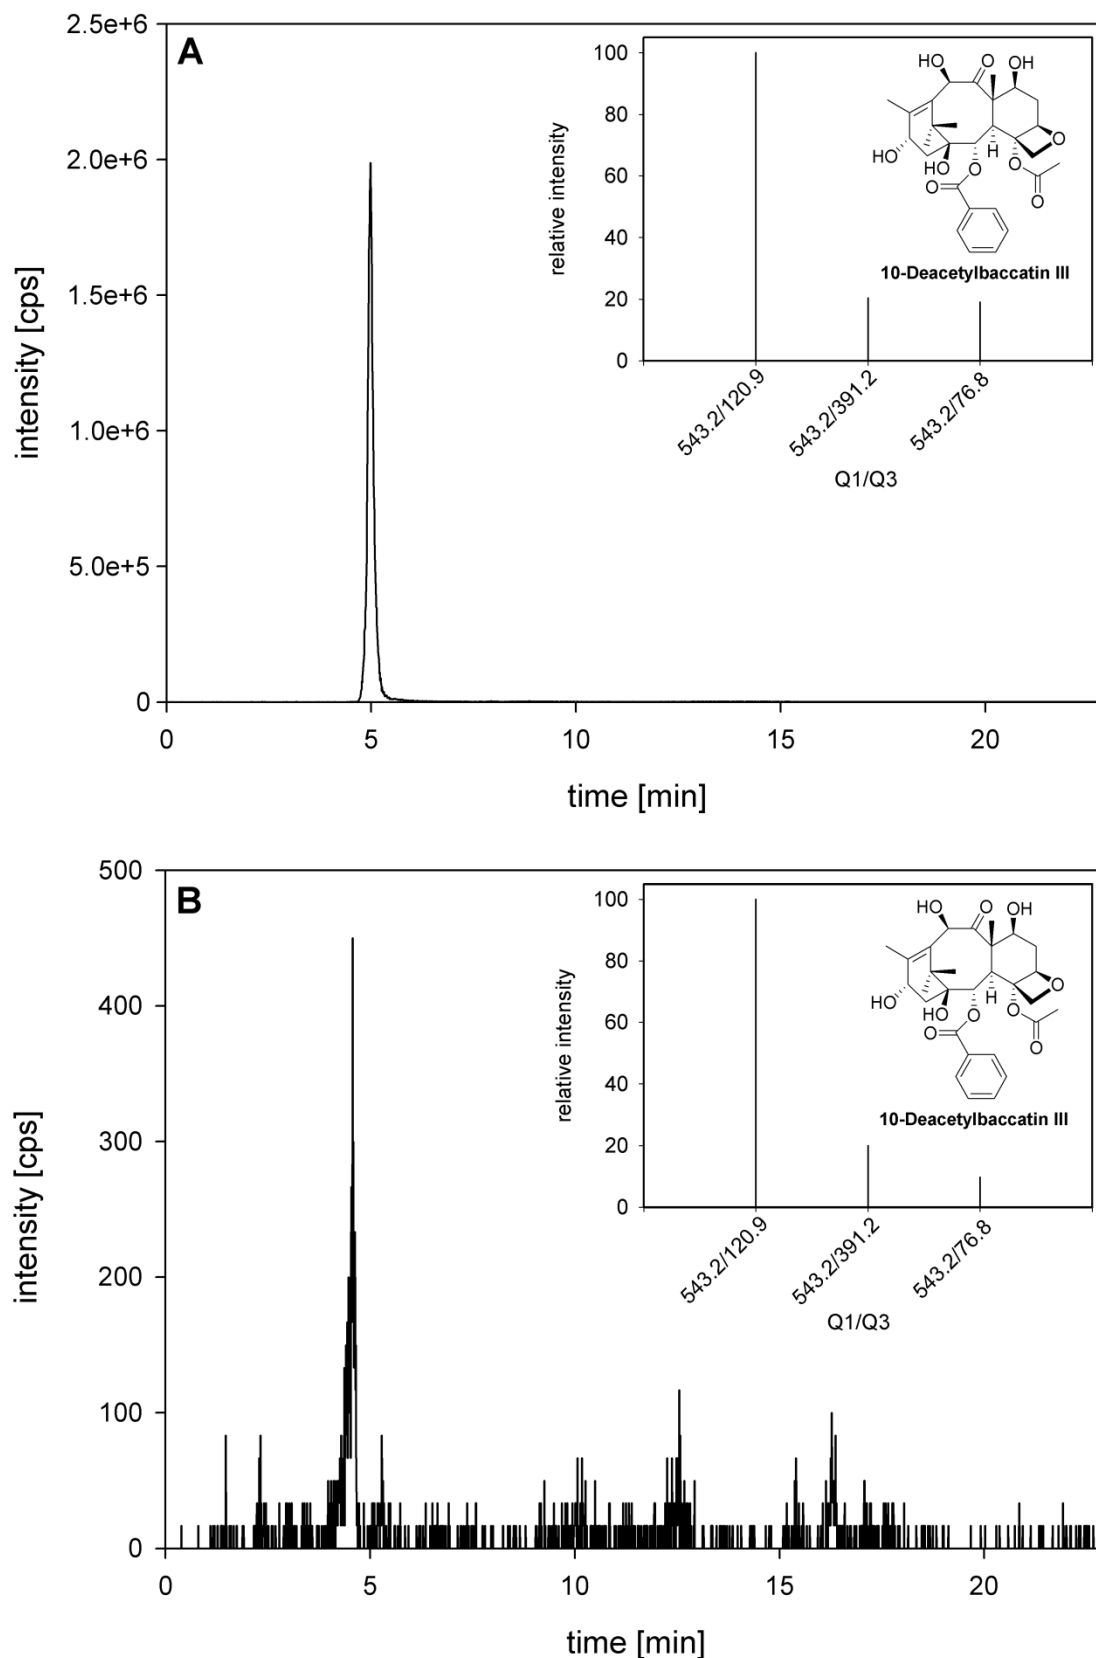 A
2.5e+6
2.0e+6
1.5e+6
1.0e+6
5.0e+5
0
intensity [cps]
0 5 10 15 20
time [min]
100
80
60
40
20
0
relative intensity
543.2/120.9 543.2/391.2 543.2/76.8
Q1/Q3
HO O OH
O
HO
HO H
O O
O O
10-Deacetylbaccatin III
B
500
400
300
200
100
0
intensity [cps]
0 5 10 15 20
time [min]
100
80
60
40
20
0
relative intensity
543.2/120.9 543.2/391.2 543.2/76.8
Q1/Q3
HO O OH
O
HO
HO H
O O
O O
10-Deacetylbaccatin III